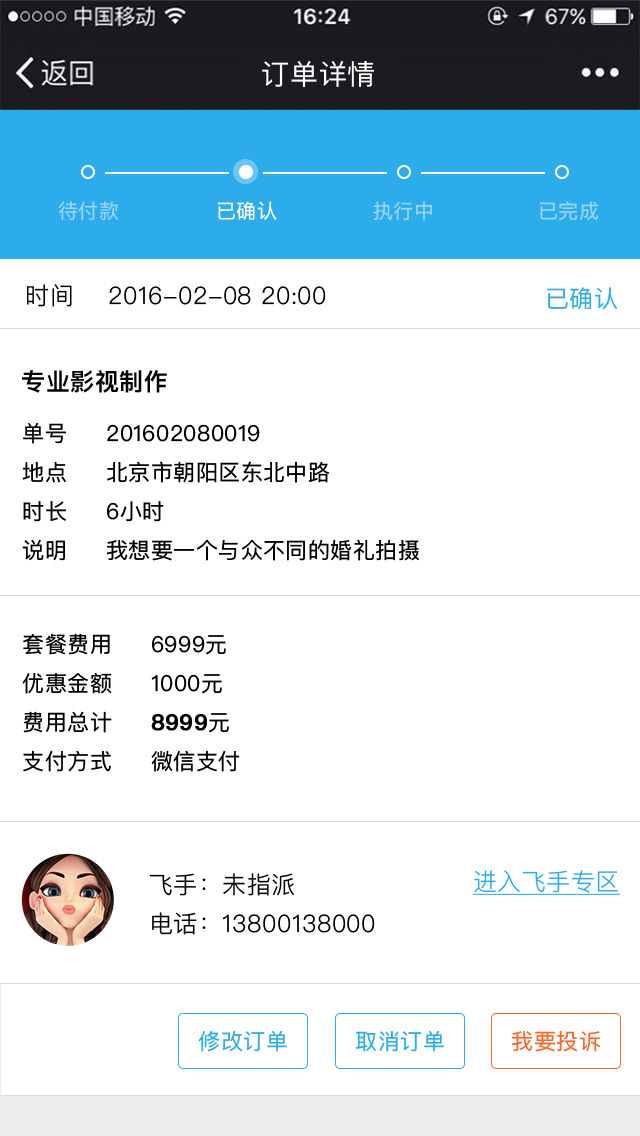 中国移动 16:24 67%
返回 订单详情
待付款 已确认 执行中 已完成
时间 2016-02-08 20:00 已确认
专业影视制作
单号 201602080019
地点 北京市朝阳区东北中路
时长 6小时
说明 我想要一个与众不同的婚礼拍摄
套餐费用 6999元
优惠金额 1000元
费用总计 8999元
支付方式 微信支付
飞手：未指派 进入飞手专区
电话：13800138000
修改订单 取消订单 我要投诉